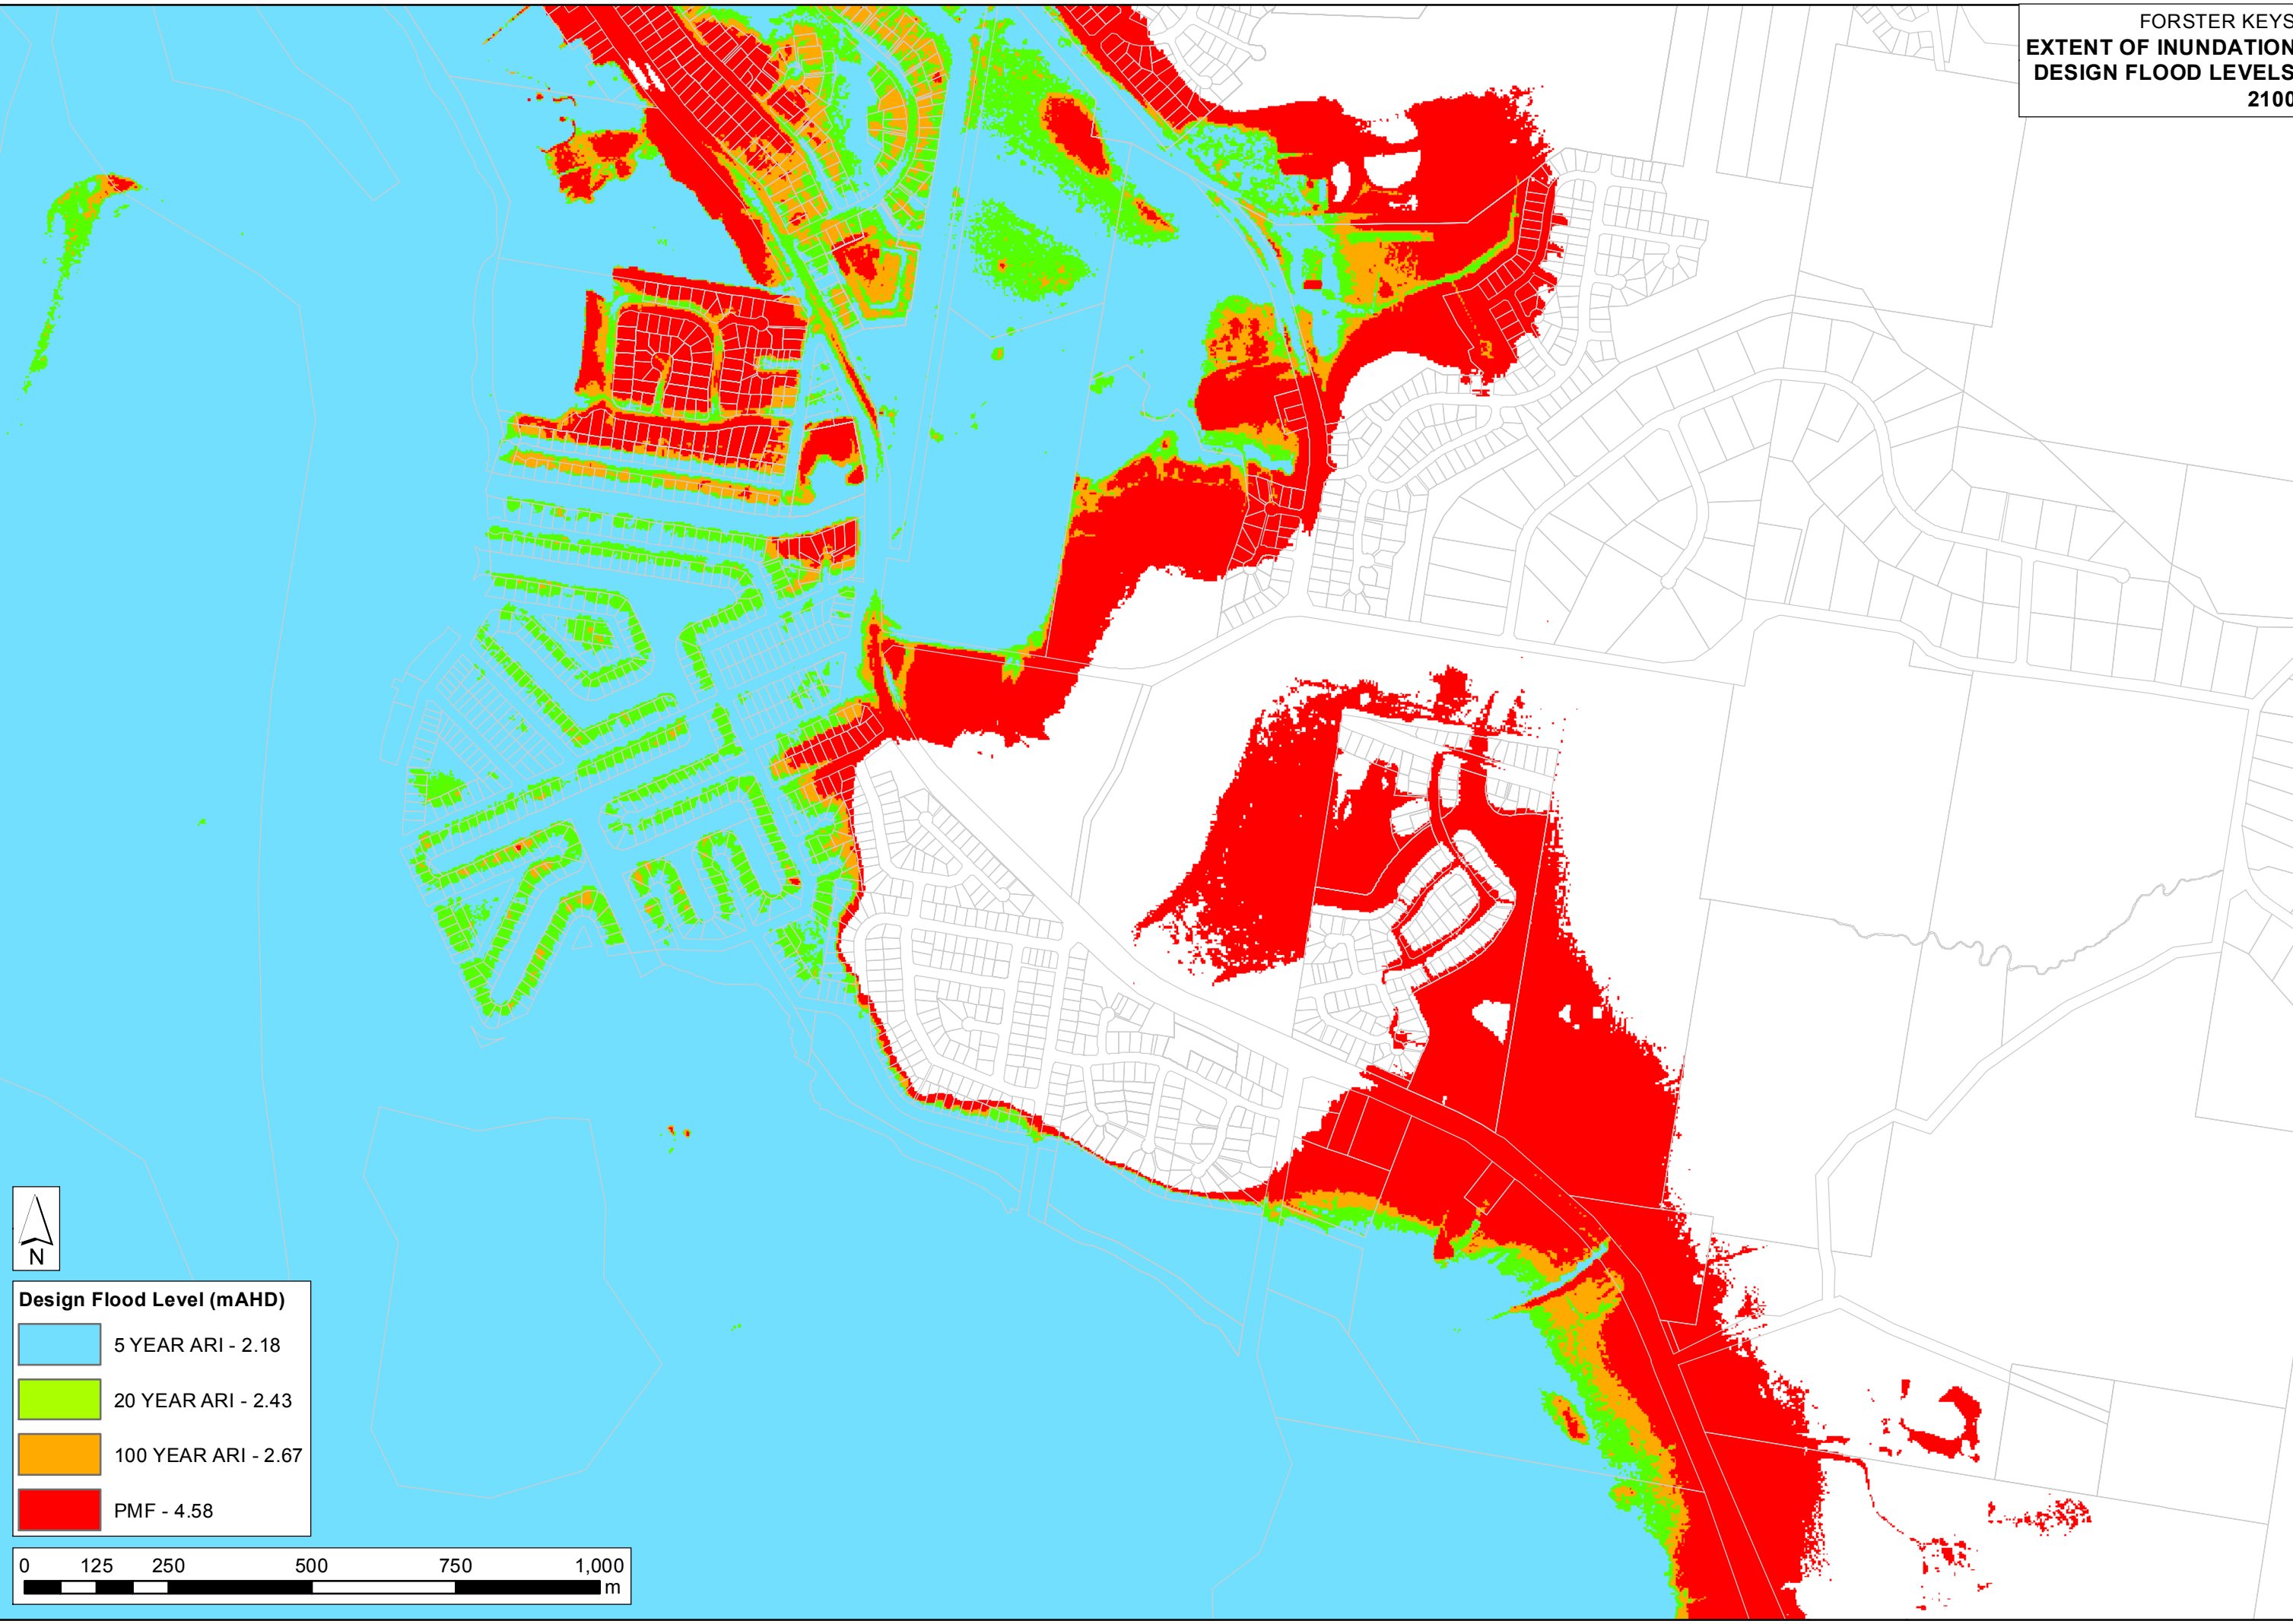 FORSTER KEYS
EXTENT OF INUNDATION
DESIGN FLOOD LEVELS
2100
N
Design Flood Level (mAHD)
5 YEAR ARI - 2.18
20 YEAR ARI - 2.43
100 YEAR ARI - 2.67
PMF - 4.58
0 125 250 500 750 1,000
m